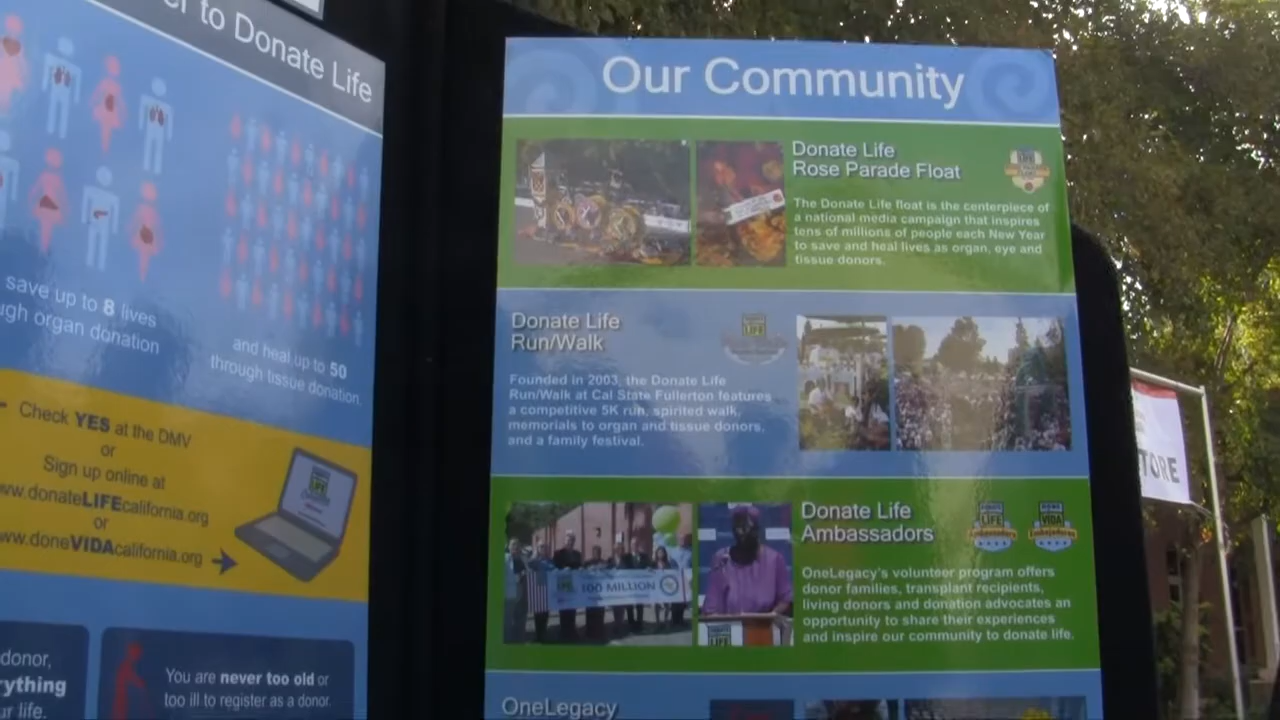 to Donate Life
save up to 8 lives
organ donation
and heal up to 50
through tissue donation.
Check YES at the DMV
or
Sign up online at
www.donateLIFEcalifornia.org
or
www.doneVIDAcalifornia.org
donor,
life.
You are never too old or
too ill to register as a donor.
Our Community
Donate Life
Rose Parade Float
The Donate Life float is the centerpiece of
a national media campaign that inspires
tens of millions of people each New Year
to save and heal lives as organ, eye and
tissue donors.
Donate Life
Run/Walk
LIFE
Founded in 2003, the Donate Life
Run/Walk at Cal State Fullerton features
a competitive 5K run, spirited walk,
memorials to organ and tissue donors,
and a family festival.
100 MILLION
Donate Life
Ambassadors
LIFE
VIDA
OneLegacy's volunteer program offers
donor families, transplant recipients,
living donors and donation advocates an
opportunity to share their experiences
and inspire our community to donate life.
OneLegacy
TORE